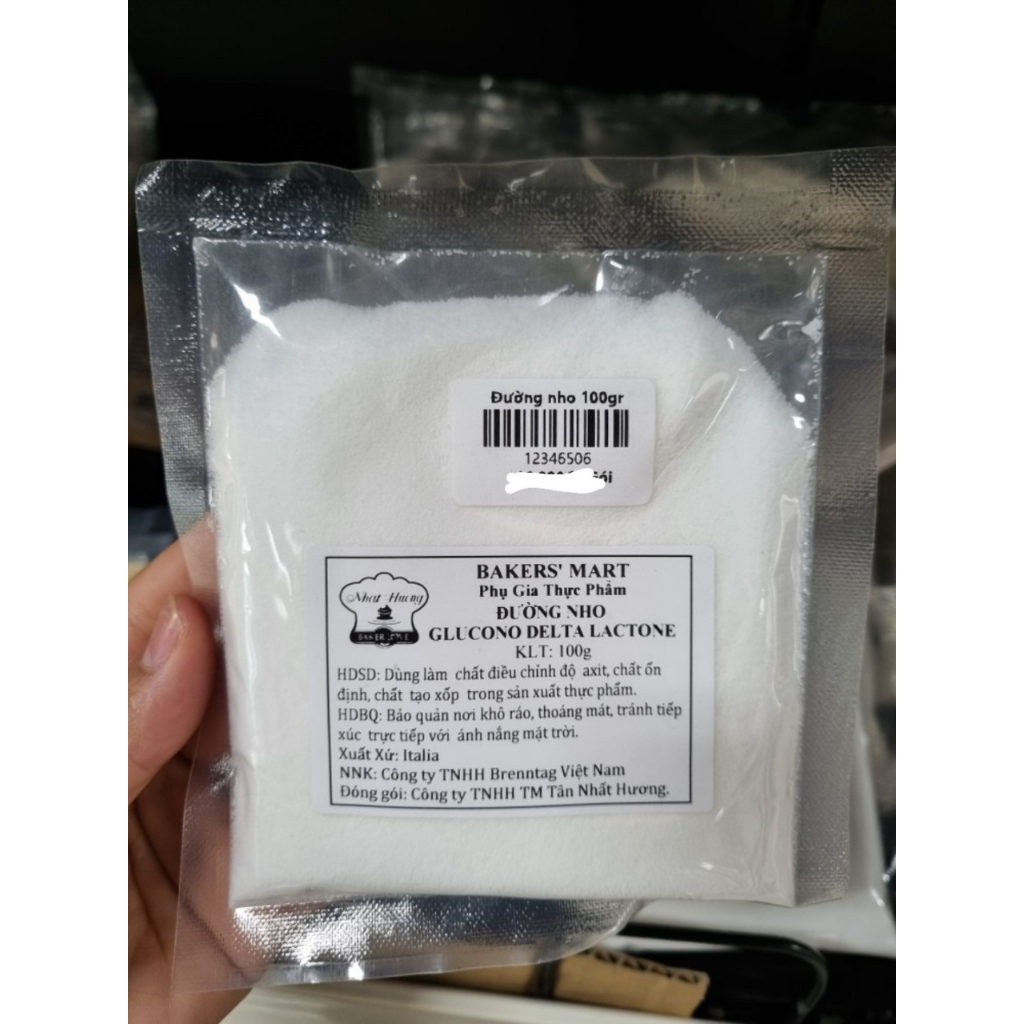 Đường nho 100gr
12346506
BAKERS' MART
Phụ Gia Thực Phẩm
ĐƯỜNG NHO
GLUCONO DELTA LACTONE
KLT: 100g
Nhất Hương
HDSD: Dùng làm chất điều chỉnh độ axit, chất ổn
định, chất tạo xốp trong sản xuất thực phẩm.
HDBQ: Bảo quản nơi khô ráo, thoáng mát, tránh tiếp
xúc trực tiếp với ánh nắng mặt trời.
Xuất Xứ: Italia
NNK: Công ty TNHH Brenntag Việt Nam
Đóng gói: Công ty TNHH TM Tân Nhất Hương.